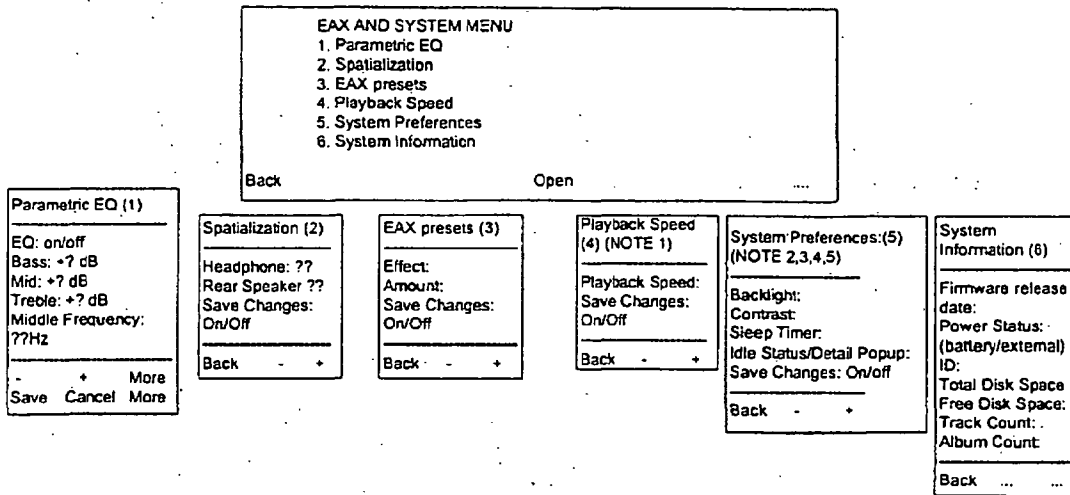 EAX AND SYSTEM MENU
1. Parametric EQ
2. Spatialization
3. EAX presets
4. Playback Speed
5. System Preferences
6. System Information
Back Open ....
Parametric EQ (1)
EQ: on/off
Bass: +? dB
Mid: +? dB
Treble: +? dB
Middle Frequency:
??Hz
- + More
Save Cancel More
Spatialization (2)
Headphone: ??
Rear Speaker ??
Save Changes:
On/Off
Back - +
EAX presets (3)
Effect:
Amount:
Save Changes:
On/Off
Back - +
Playback Speed
(4) (NOTE 1)
Playback Speed:
Save Changes:
On/Off
Back - +
System Preferences:(5)
(NOTE 2,3,4,5)
Backlight:
Contrast:
Sleep Timer:
Idle Status/Detail Popup:
Save Changes: On/off
Back - +
System
Information (6)
Firmware release
date:
Power Status:
(battery/external)
ID:
Total Disk Space
Free Disk Space:
Track Count:
Album Count:
Back ... ...